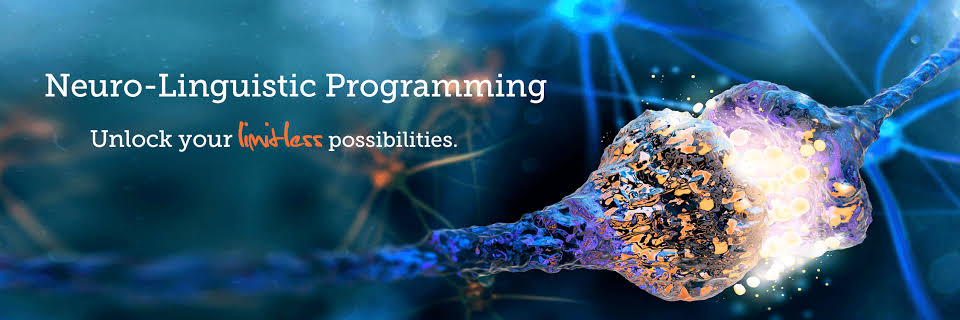 Neuro-Linguistic Programming
Unlock your limitless possibilities.